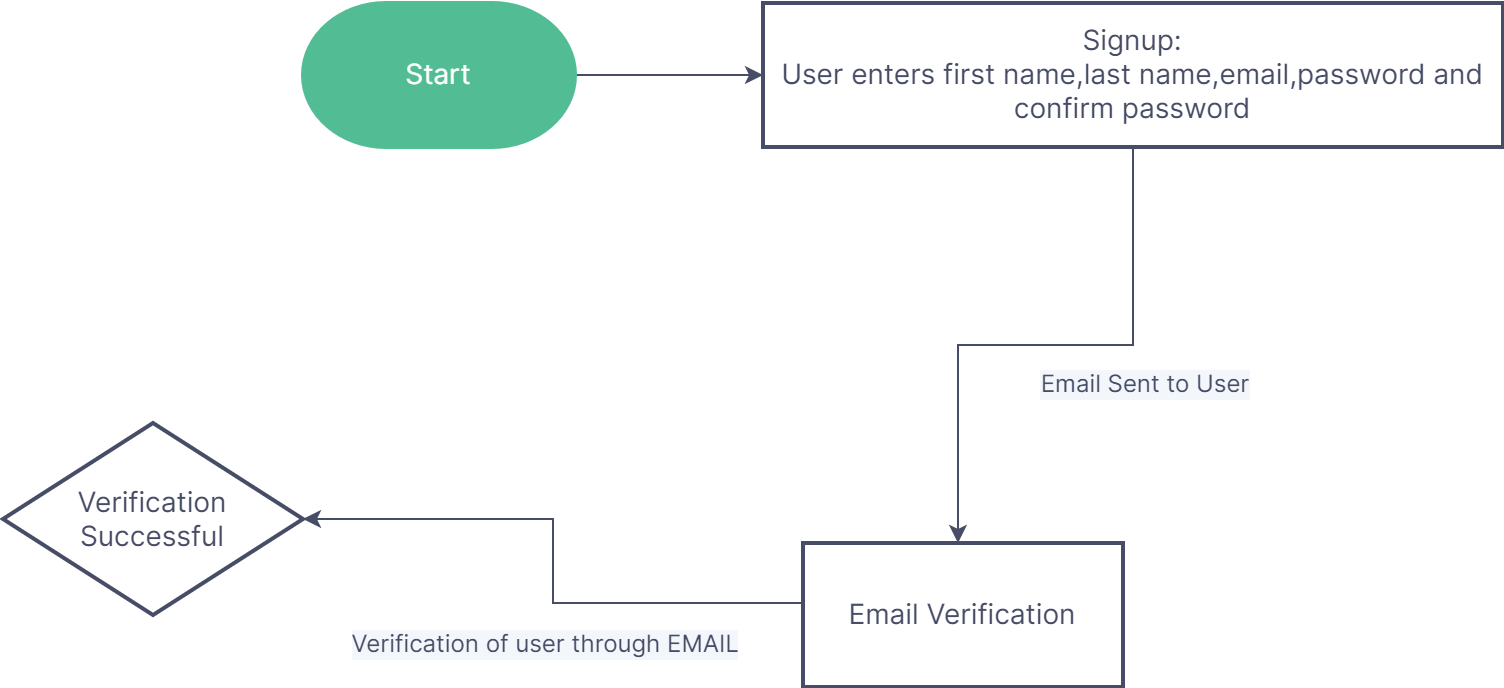 Start
Signup:
User enters first name,last name,email,password and
confirm password
Email Sent to User
Verification
Successful
Email Verification
Verification of user through EMAIL